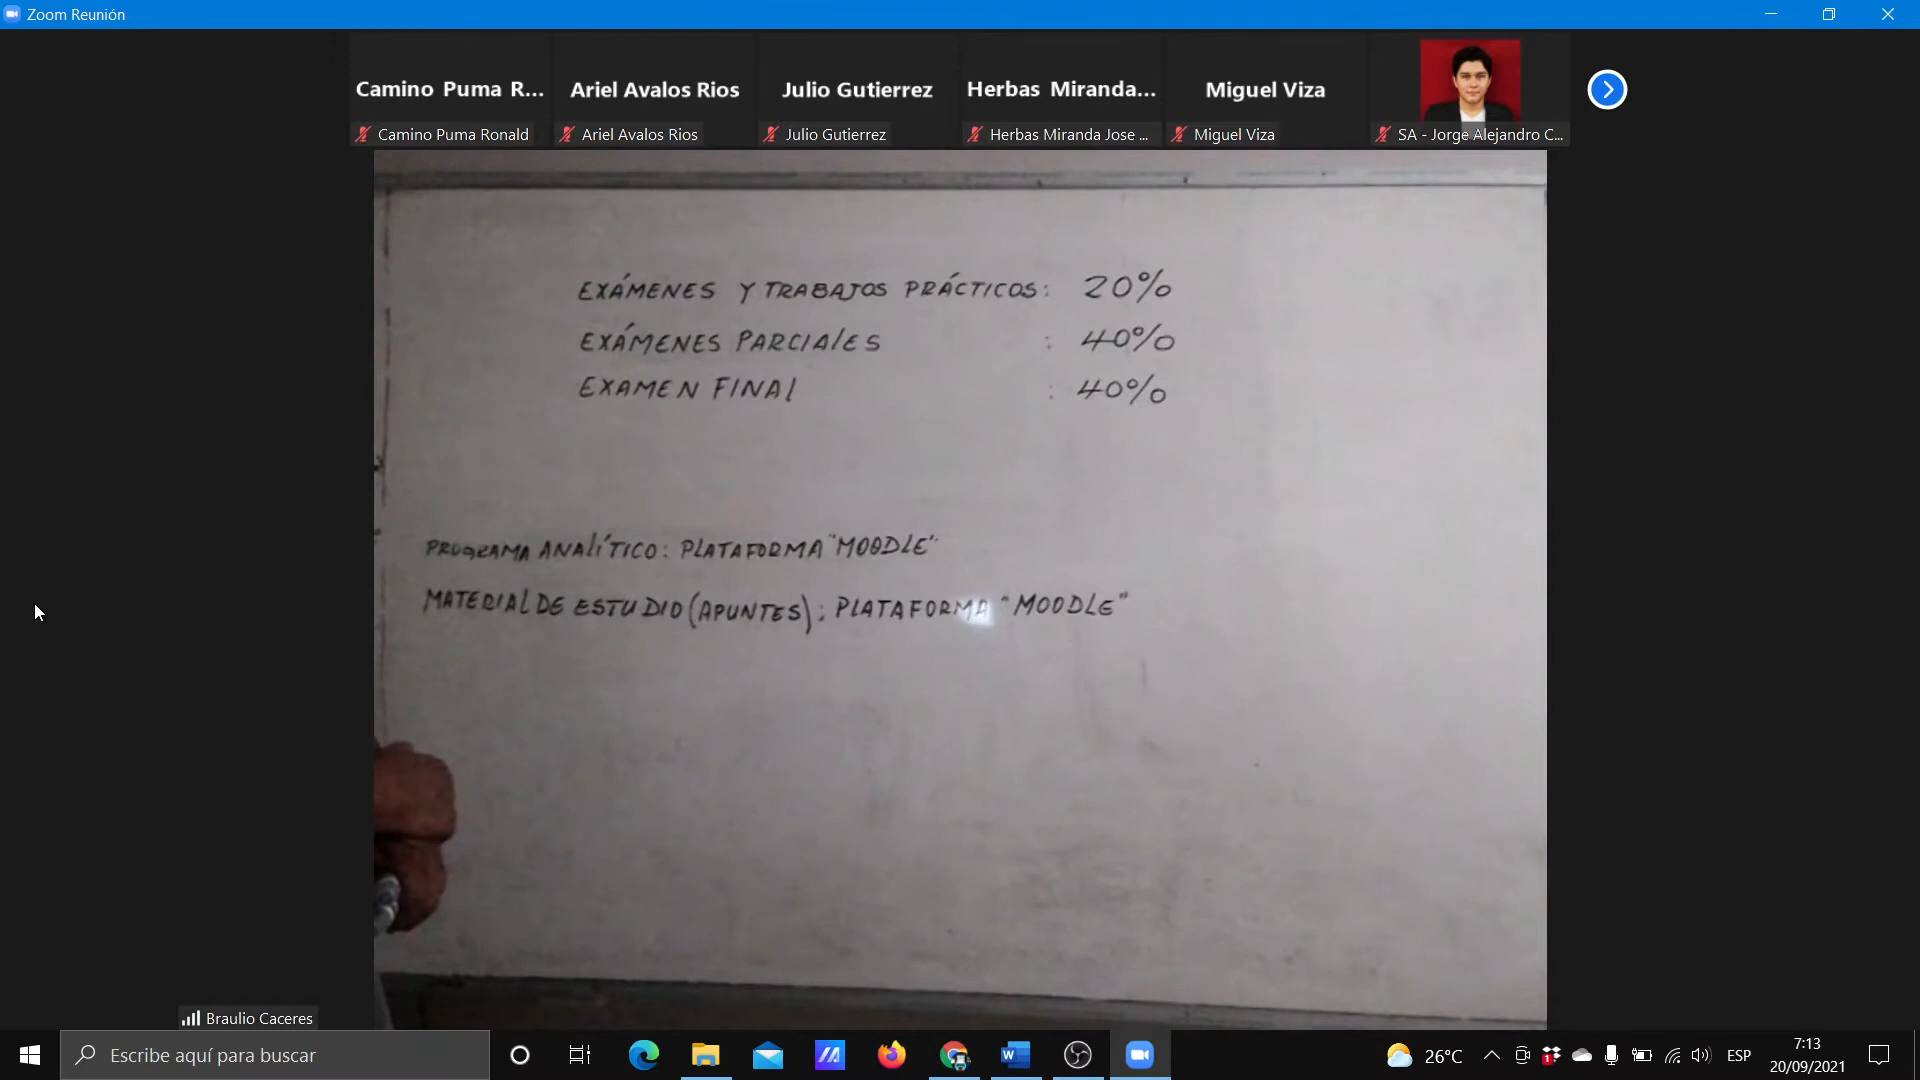 Zoom Reunión
Camino Puma R...
Ariel Avalos Rios
Julio Gutierrez
Herbas Miranda...
Miguel Viza
Camino Puma Ronald
Ariel Avalos Rios
Julio Gutierrez
Herbas Miranda Jose ...
Miguel Viza
SA - Jorge Alejandro C...
EXÁMENES Y TRABAJOS PRÁCTICOS: 20%
EXÁMENES PARCIALES : 40%
EXAMEN FINAL : 40%
PROGRAMA ANALÍTICO: PLATAFORMA "MOODLE"
MATERIAL DE ESTUDIO (APUNTES): PLATAFORMA "MOODLE"
Braulio Caceres
Escribe aquí para buscar
26°C
1
ESP
7:13
20/09/2021